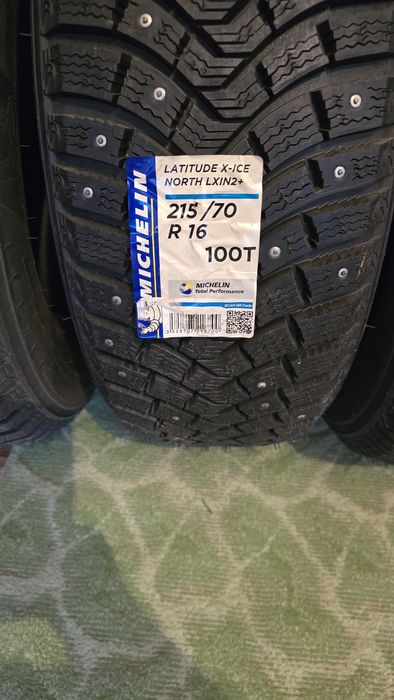 MICHELIN
LATITUDE X-ICE
NORTH LXIN2+
215/70
R 16
100T
MICHELIN
Total Performance